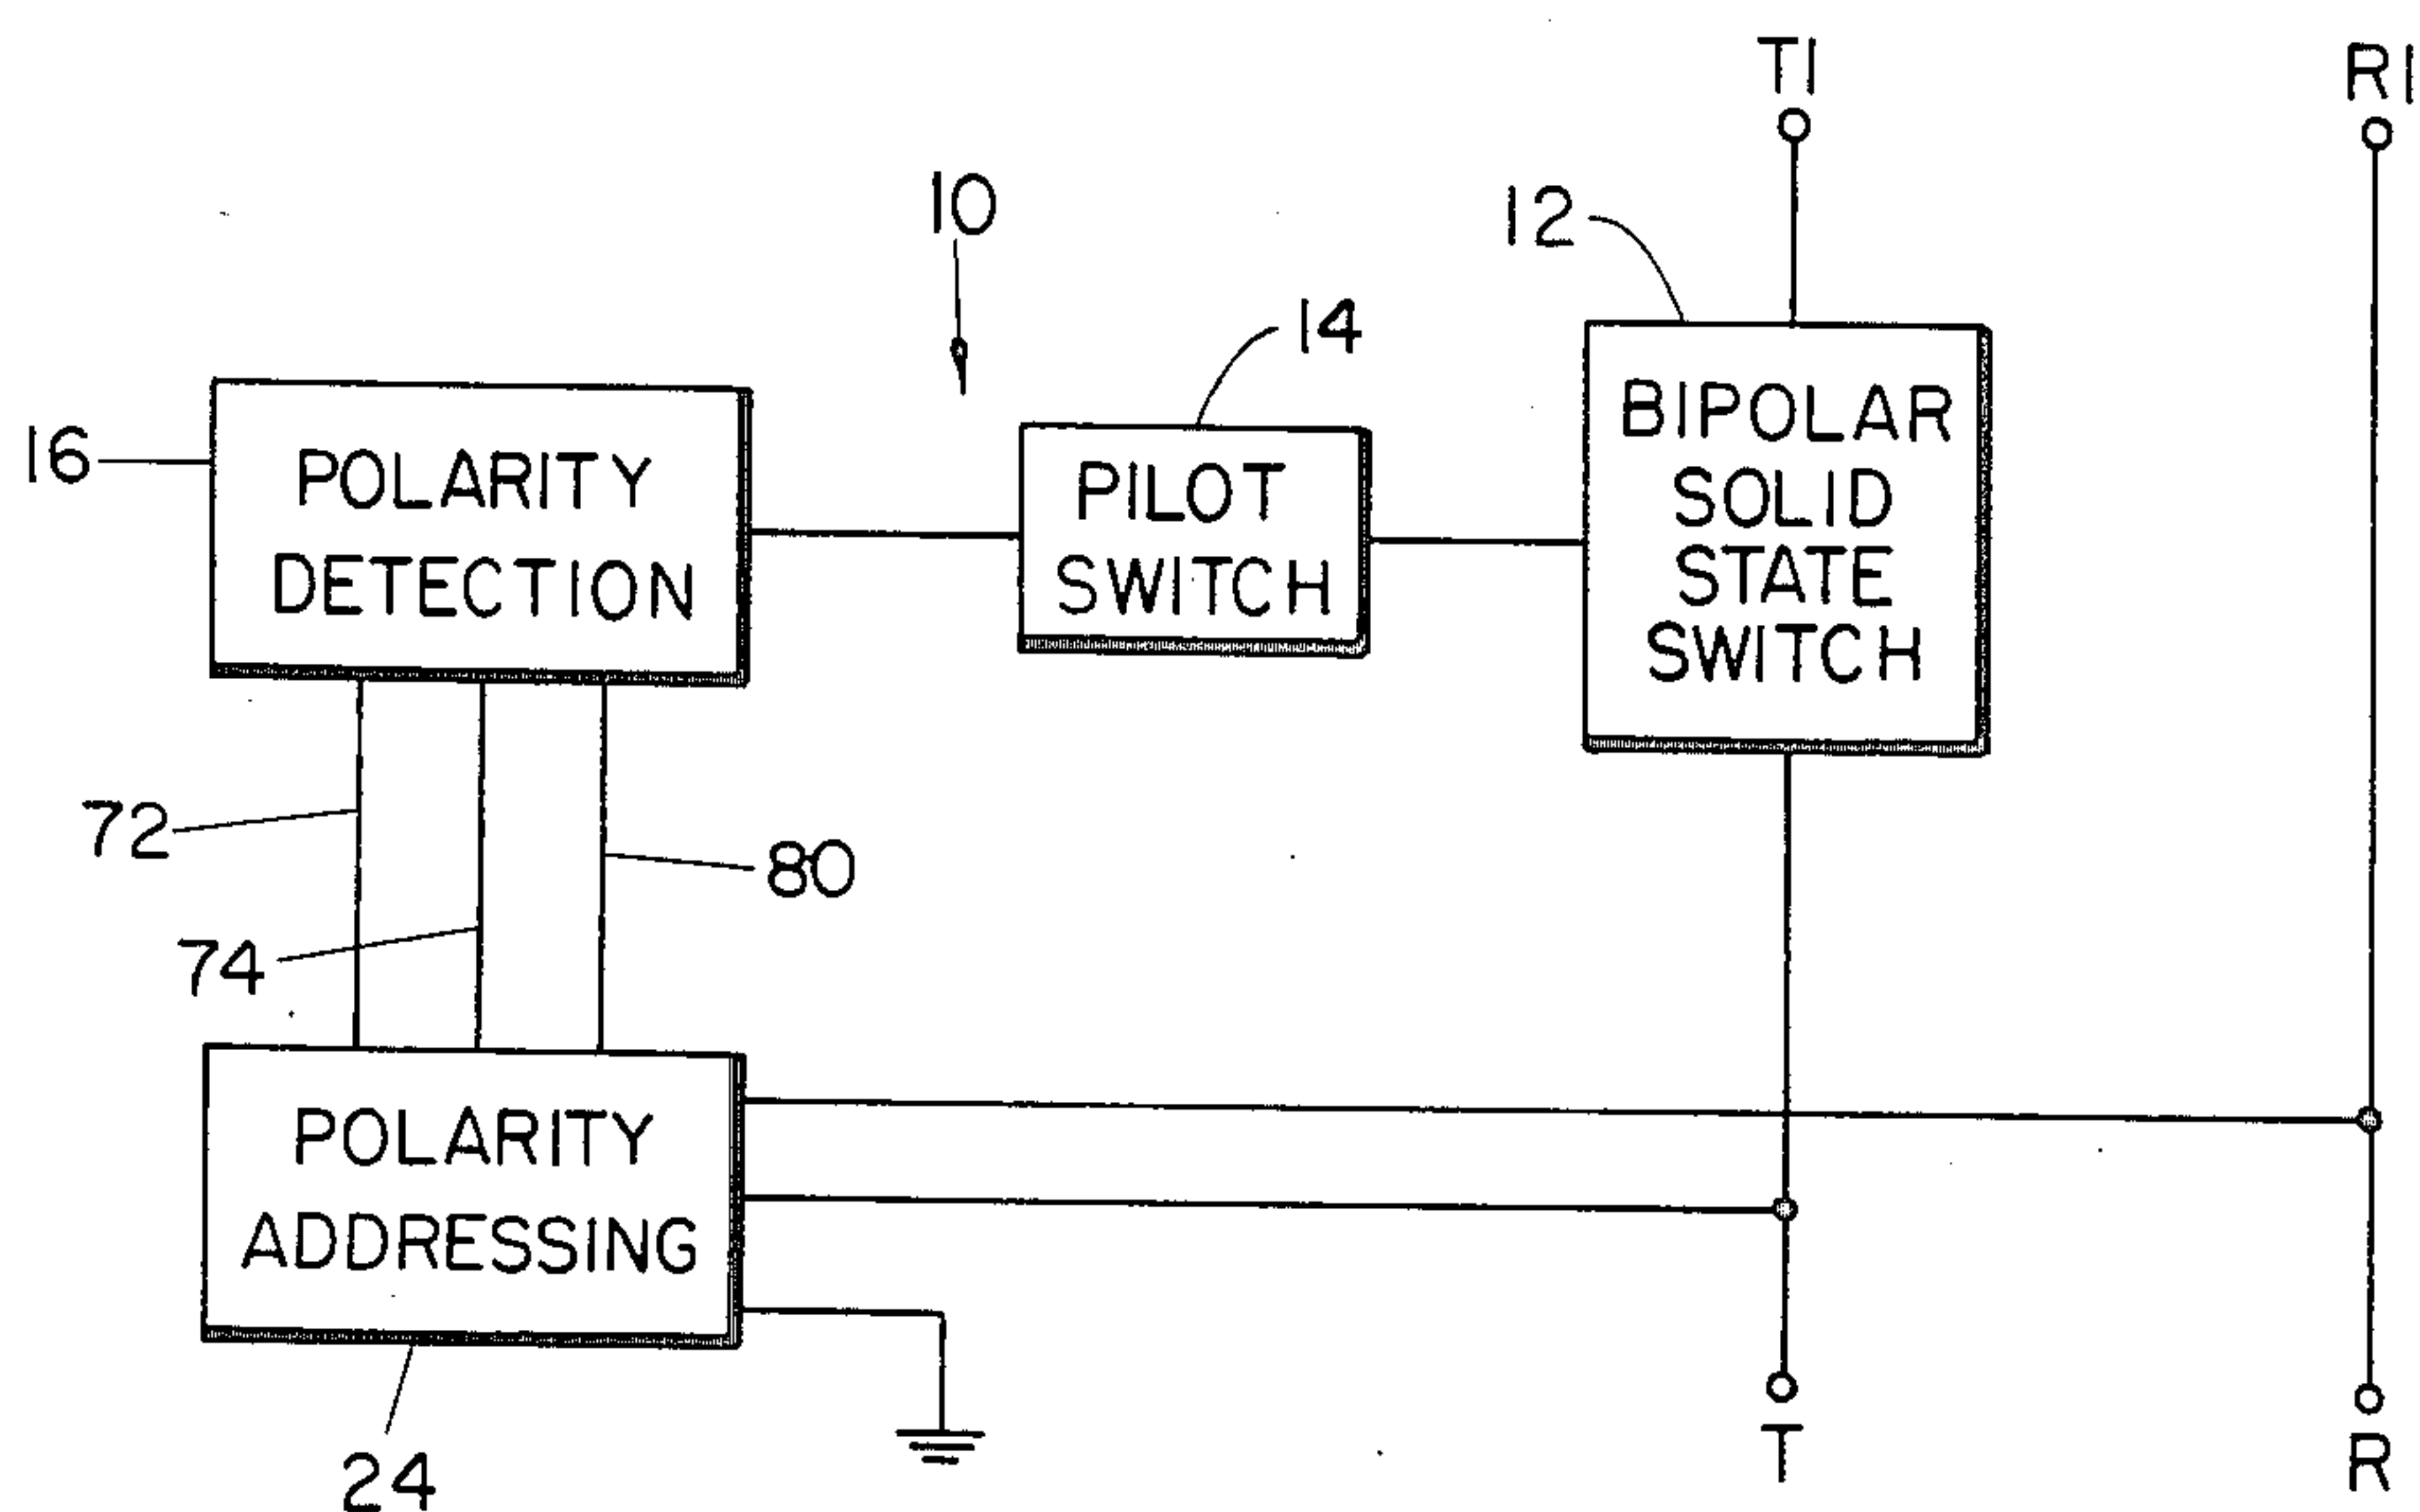 T1
R1
10
12
14
16
POLARITY
DETECTION
PILOT
SWITCH
BIPOLAR
SOLID
STATE
SWITCH
72
80
74
POLARITY
ADDRESSING
24
T
R